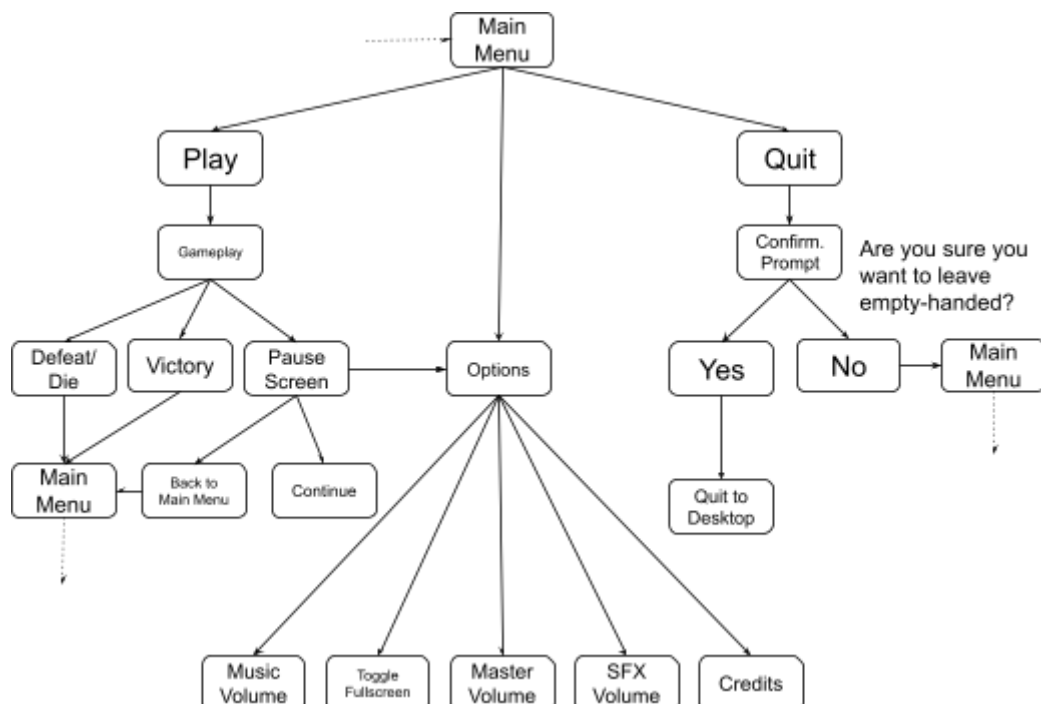 Main
Menu
Play
Quit
Gameplay
Confirm.
Prompt
Are you sure you
want to leave
empty-handed?
Defeat/
Die
Victory
Pause
Screen
Options
Yes
No
Main
Menu
Main
Menu
Back to
Main Menu
Continue
Quit to
Desktop
Music
Volume
Toggle
Fullscreen
Master
Volume
SFX
Volume
Credits